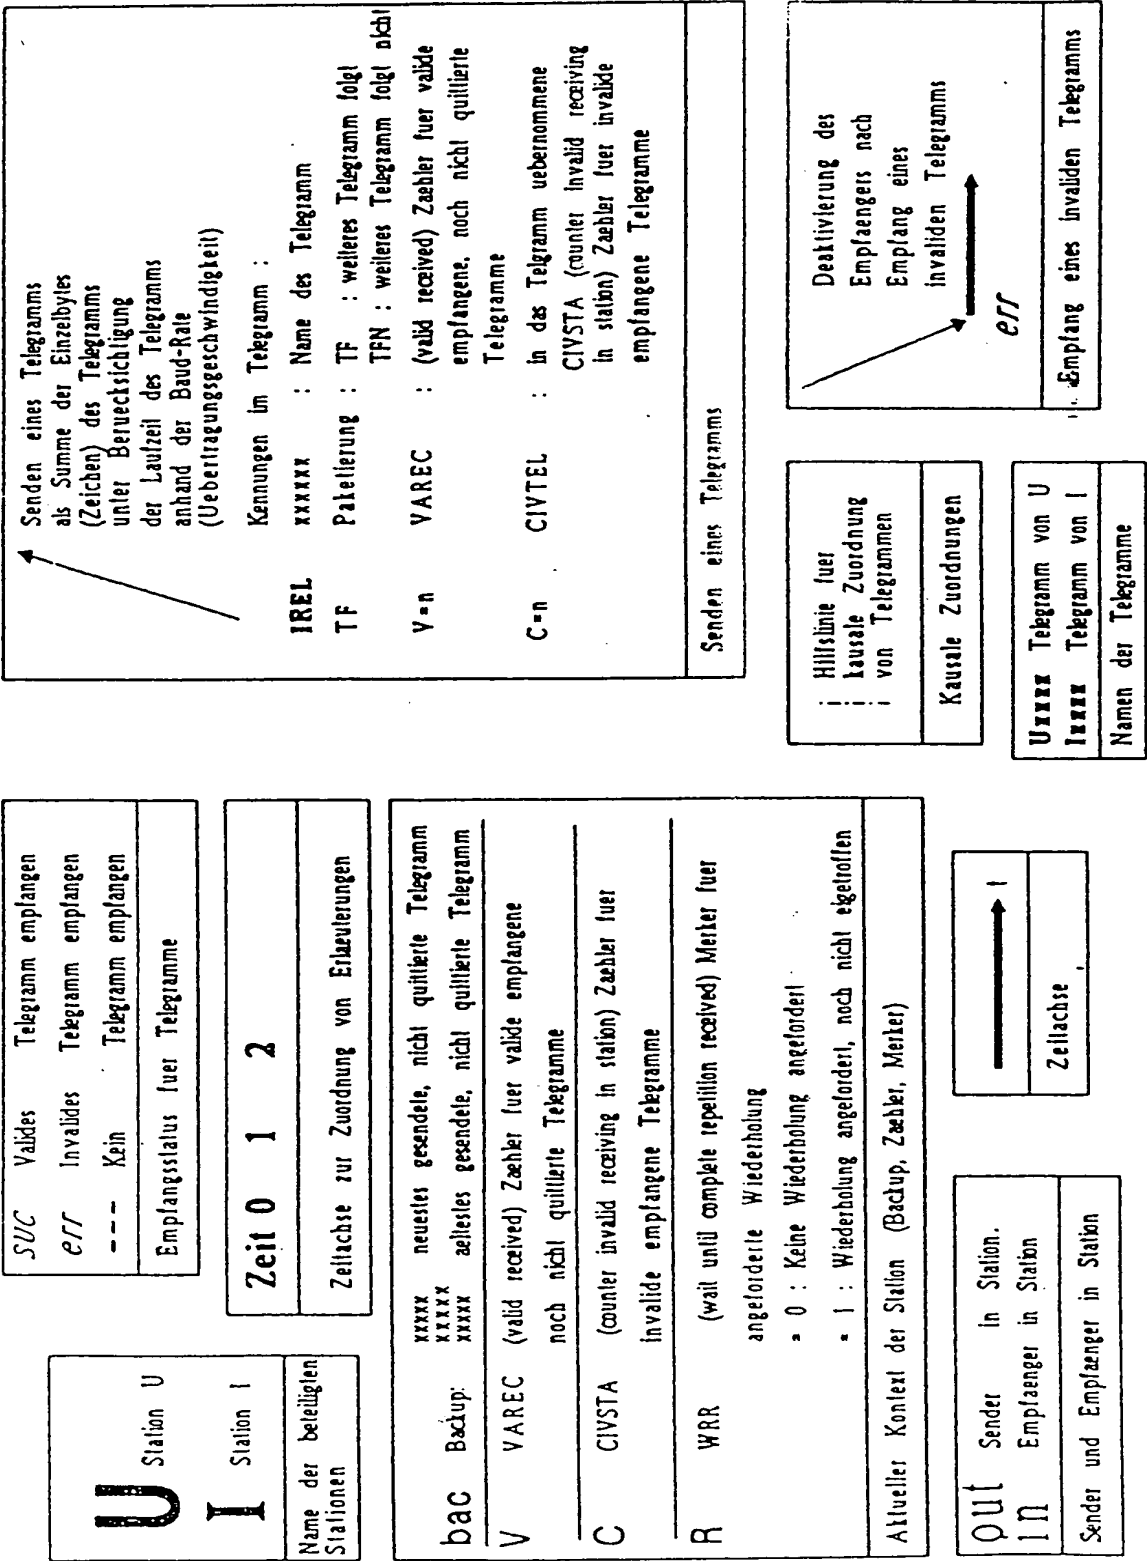 U Station U
I Station I
Name der beteiligten
Stationen
SUC Valides Telegramm empfangen
err Invalides Telegramm empfangen
--- Kein Telegramm empfangen
Empfangsstatus fuer Telegramme
Zeit 0 1 2
Zeitachse zur Zuordnung von Erlaeuterungen
bac Backup: xxxxx neuestes gesendete, nicht quittierte Telegramm
xxxxx
xxxxx aeltestes gesendete, nicht quittierte Telegramm
V VAREC (valid received) Zaehler fuer valide empfangene
noch nicht quittierte Telegramme
C CIVSTA (counter invalid receiving in station) Zaehler fuer
invalide empfangene Telegramme
R WRR (wait until complete repetition received) Merker fuer
angeforderte Wiederholung
= 0 : Keine Wiederholung angefordert
= 1 : Wiederholung angefordert, noch nicht eigetroffen
Aktueller Kontext der Station (Backup, Zaehler, Merker)
out Sender in Station.
in Empfaenger in Station
Sender und Empfaenger in Station
t
Zeitachse
Senden eines Telegramms
als Summe der Einzelbytes
(Zeichen) des Telegramms
unter Beruecksichtigung
der Laufzeit des Telegramms
anhand der Baud-Rate
(Uebertragungsgeschwindigkeit)
Kennungen im Telegramm :
IREL xxxxxx : Name des Telegramm
TF Paketierung : TF : weiteres Telegramm folgt
TFN : weiteres Telegramm folgt nicht
V=n VAREC : (valid received) Zaehler fuer valide
empfangene, noch nicht quittierte
Telegramme
C=n CIVTEL : in das Telgramm uebernommene
CIVSTA (counter invalid receiving
in station) Zaehler fuer invalide
empfangene Telegramme
Senden eines Telegramms
¦ Hilfslinie fuer
¦ kausale Zuordnung
¦ von Telegrammen
Kausale Zuordnungen
Uxxxx Telegramm von U
Ixxxx Telegramm von I
Namen der Telegramme
Deaktivierung des
Empfaengers nach
Empfang eines
invaliden Telegramms
err
Empfang eines invaliden Telegramms